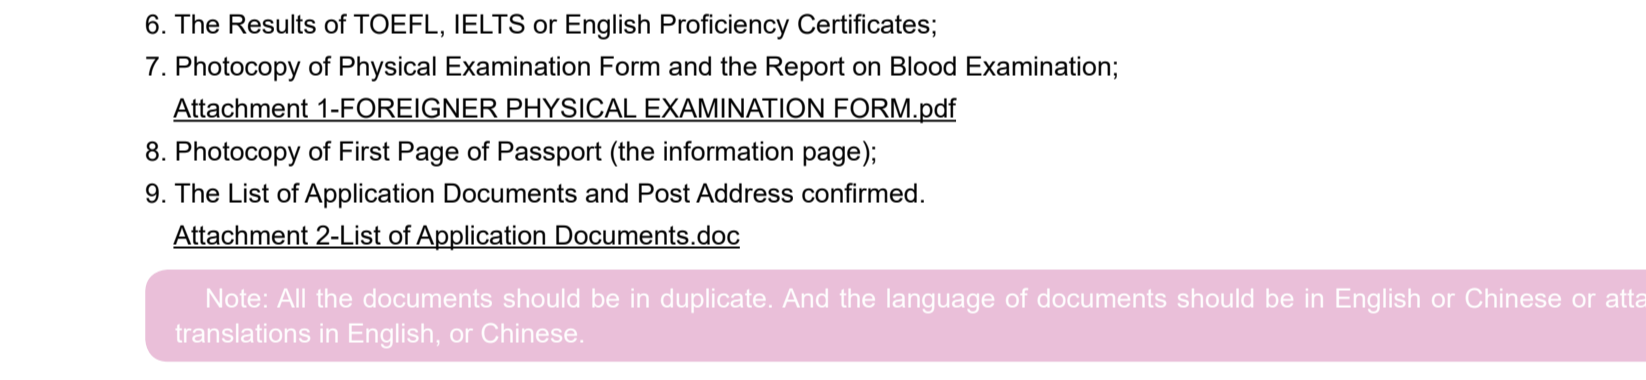 6. The Results of TOEFL, IELTS or English Proficiency Certificates;
7. Photocopy of Physical Examination Form and the Report on Blood Examination;
Attachment 1-FOREIGNER PHYSICAL EXAMINATION FORM.pdf
8. Photocopy of First Page of Passport (the information page);
9. The List of Application Documents and Post Address confirmed.
Attachment 2-List of Application Documents.doc
Note: All the documents should be in duplicate. And the language of documents should be in English or Chinese or
translations in English, or Chinese.